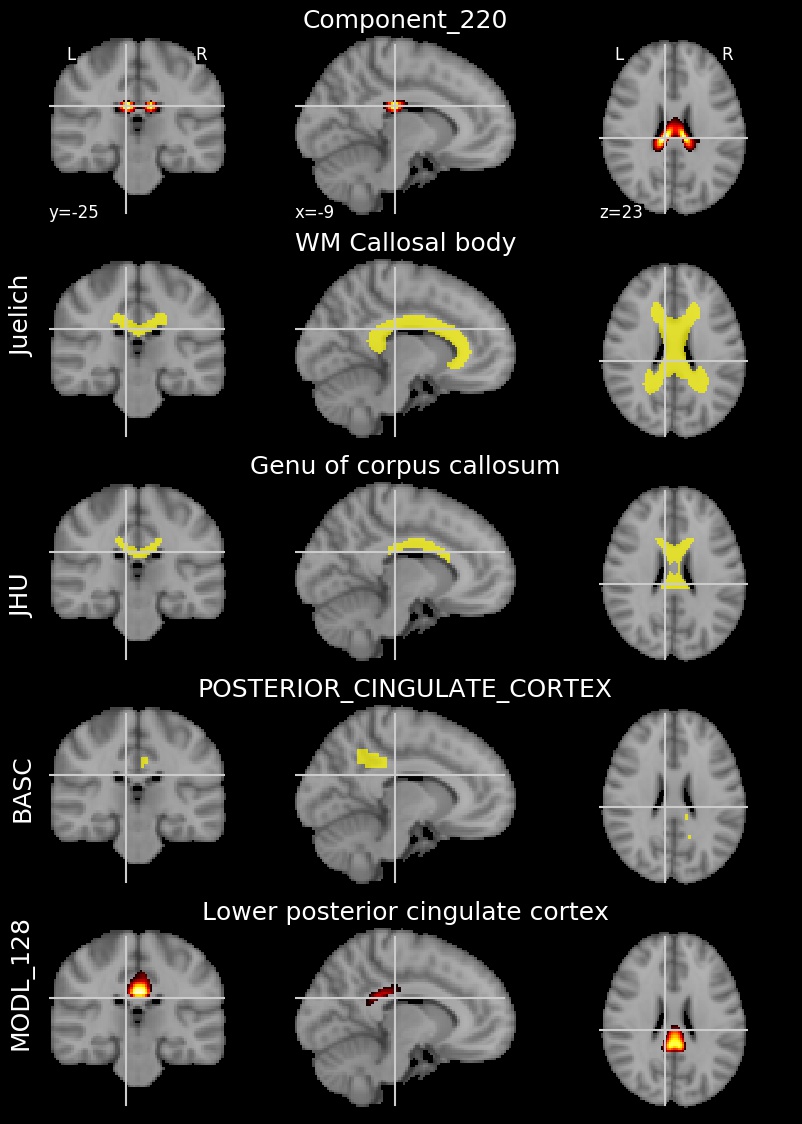 Component_220
L R L R
y=-25 x=-9 z=23
WM Callosal body
Juelich
Genu of corpus callosum
JHU
POSTERIOR_CINGULATE_CORTEX
BASC
Lower posterior cingulate cortex
MODL_128